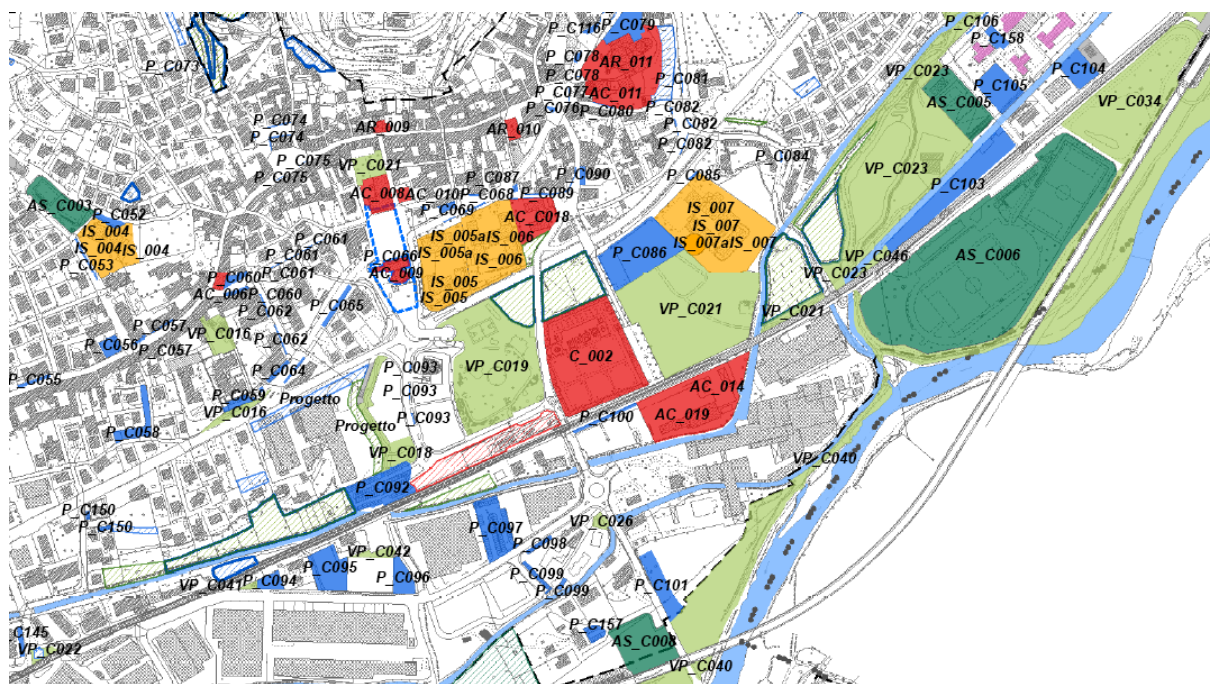 P_C106
P_C116
P_C079
P_C158
P_C073
P_C078
AR_011
P_C104
VP_C023
P_C078
P_C081
P_C105
P_C077
AC_011
AS_C005
VP_C034
P_C076
P_C080
P_C082
P_C074
AR_009
AR_010
P_C082
P_C074
P_C082
P_C075
VP_C021
P_C084
VP_C023
P_C075
P_C087
P_C090
P_C085
P_C103
AC_008
AC_010
P_C068
P_C089
AS_C003
P_C052
P_C069
AC_C018
IS_007
IS_004
P_C061
IS_005a
IS_006
IS_007
IS_004
IS_004
P_C061
P_C066
IS_005a
IS_006
P_C086
IS_007a
IS_007
P_C046
AS_C006
P_C053
P_C060
P_C061
AC_009
IS_005
VP_C023
AC_006
P_C060
IS_005
P_C065
P_C062
VP_C021
VP_C021
P_C057
VP_C016
P_C056
P_C057
P_C062
C_002
P_C055
P_C064
VP_C019
P_C093
P_C059
Progetto
P_C093
AC_014
VP_C016
P_C093
AC_019
P_C058
Progetto
P_C100
VP_C018
VP_C040
P_C092
P_C150
P_C150
P_C097
VP_C026
P_C098
VP_C042
P_C095
P_C096
VP_C041
P_C094
P_C099
P_C101
P_C099
C145
P_C157
AS_C008
VP_C022
VP_C040